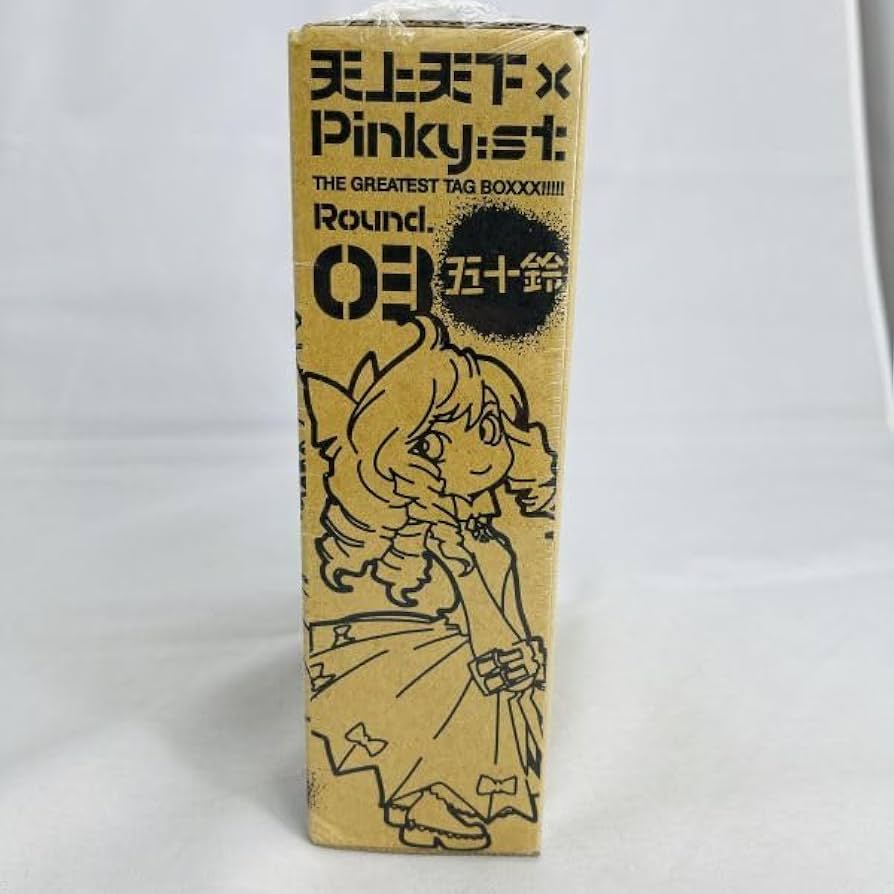 天上天下×
Pinky:st.
THE GREATEST TAG BOXXX!!!!!
Round.
03
五十鈴